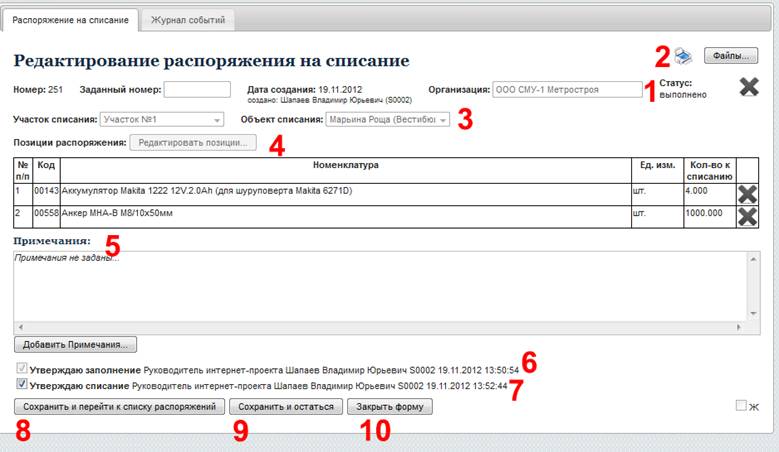 Распоряжение на списание Журнал событий
Редактирование распоряжения на списание 2 Файлы...
Номер: 251 Заданный номер: Дата создания: 19.11.2012 Организация: ООО СМУ-1 Метростроя 1 Статус:
создано: Шапаев Владимир Юрьевич (S0002) выполнено
Участок списания: Участок №1 Объект списания: Марьина Роща (Вестибю 3
Позиции распоряжения: Редактировать позиции... 4
№ п/п Код Номенклатура Ед. изм. Кол-во к списанию
1 00143 Аккумулятор Makita 1222 12V.2.0Ah (для шуруповерта Makita 6271D) шт. 4.000
2 00558 Анкер МНА-В М8/10х50мм шт. 1000.000
Примечания: 5
Примечания не заданы...
Добавить Примечания...
Утверждаю заполнение Руководитель интернет-проекта Шапаев Владимир Юрьевич S0002 19.11.2012 13:50:54 6
Утверждаю списание Руководитель интернет-проекта Шапаев Владимир Юрьевич S0002 19.11.2012 13:52:44 7
Сохранить и перейти к списку распоряжений Сохранить и остаться Закрыть форму Ж
8 9 10